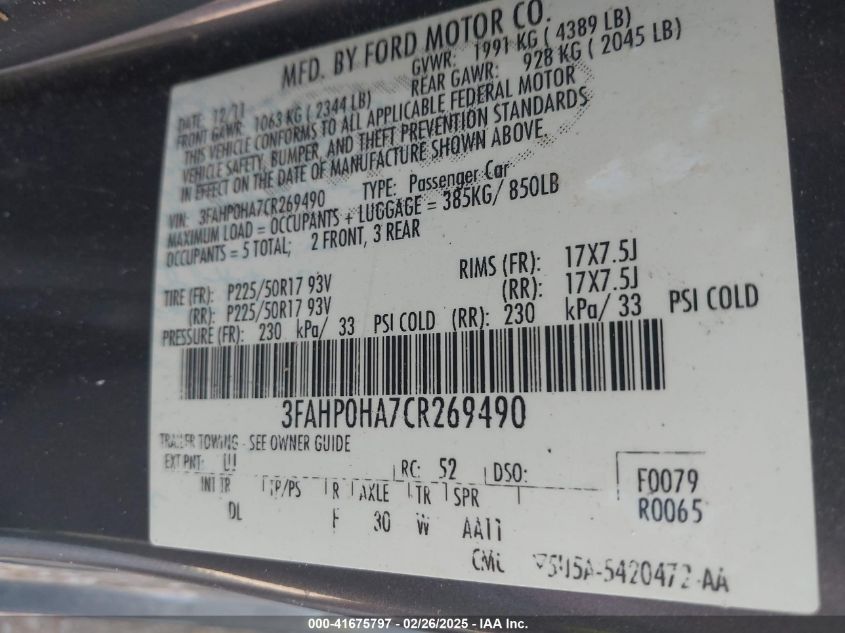 MFD. BY FORD MOTOR CO.
DATE: 12/11 GVWR: 1991 KG ( 4389 LB)
FRONT GAWR: 1063 KG ( 2344 LB) REAR GAWR: 928 KG ( 2045 LB)
THIS VEHICLE CONFORMS TO ALL APPLICABLE FEDERAL MOTOR
VEHICLE SAFETY, BUMPER, AND THEFT PREVENTION STANDARDS
IN EFFECT ON THE DATE OF MANUFACTURE SHOWN ABOVE.
VIN: 3FAHP0HA7CR269490 TYPE: Passenger Car
MAXIMUM LOAD = OCCUPANTS + LUGGAGE = 385KG/ 850LB
OCCUPANTS = 5 TOTAL; 2 FRONT, 3 REAR
TIRE (FR): P225/50R17 93V RIMS (FR): 17X7.5J
(RR): P225/50R17 93V (RR): 17X7.5J
PRESSURE (FR): 230 kPa/ 33 PSI COLD (RR): 230 kPa/ 33 PSI COLD
3FAHP0HA7CR269490
TRAILER TOWING - SEE OWNER GUIDE
EXT PNT: RC: 52 DSO: F0079
INT TR TP/PS R AXLE TR SPR R0065
DL F 30 W AA11
5420472-AA
000-41675797 - 02/26/2025 - IAA Inc.